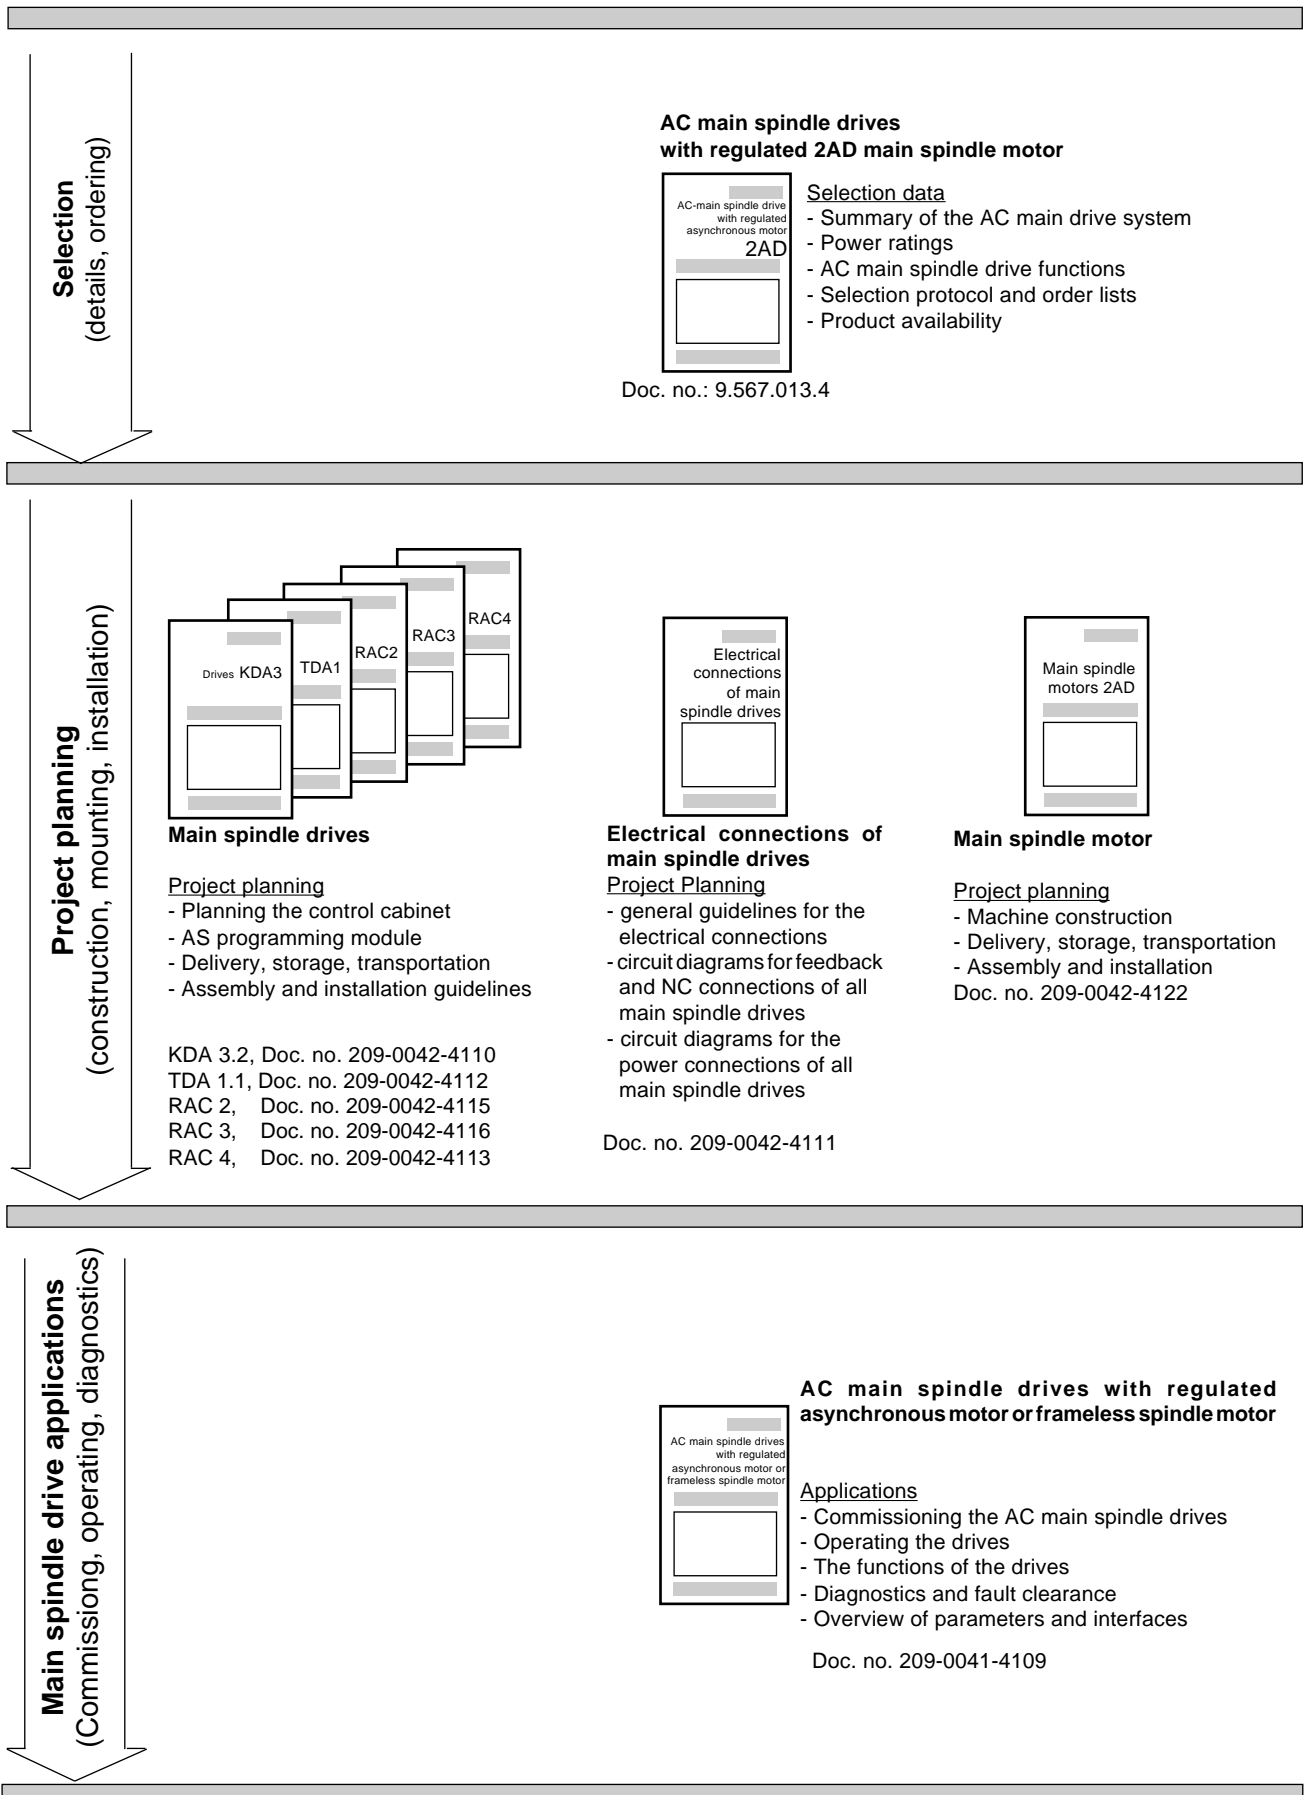 Selection
(details, ordering)
AC main spindle drives
with regulated 2AD main spindle motor
AC-main spindle drive
with regulated
asynchronous motor
2AD
Selection data
- Summary of the AC main drive system
- Power ratings
- AC main spindle drive functions
- Selection protocol and order lists
- Product availability
Doc. no.: 9.567.013.4
Project planning
(construction, mounting, installation)
Drives KDA3
TDA1
RAC2
RAC3
RAC4
Main spindle drives
Project planning
- Planning the control cabinet
- AS programming module
- Delivery, storage, transportation
- Assembly and installation guidelines
KDA 3.2, Doc. no. 209-0042-4110
TDA 1.1, Doc. no. 209-0042-4112
RAC 2, Doc. no. 209-0042-4115
RAC 3, Doc. no. 209-0042-4116
RAC 4, Doc. no. 209-0042-4113
Electrical
connections
of main
spindle drives
Electrical connections of
main spindle drives
Project Planning
- general guidelines for the
electrical connections
- circuit diagrams for feedback
and NC connections of all
main spindle drives
- circuit diagrams for the
power connections of all
main spindle drives
Doc. no. 209-0042-4111
Main spindle
motors 2AD
Main spindle motor
Project planning
- Machine construction
- Delivery, storage, transportation
- Assembly and installation
Doc. no. 209-0042-4122
Main spindle drive applications
(Commissiong, operating, diagnostics)
AC main spindle drives
with regulated
asynchronous motor or
frameless spindle motor
AC main spindle drives with regulated
asynchronous motor or frameless spindle motor
Applications
- Commissioning the AC main spindle drives
- Operating the drives
- The functions of the drives
- Diagnostics and fault clearance
- Overview of parameters and interfaces
Doc. no. 209-0041-4109